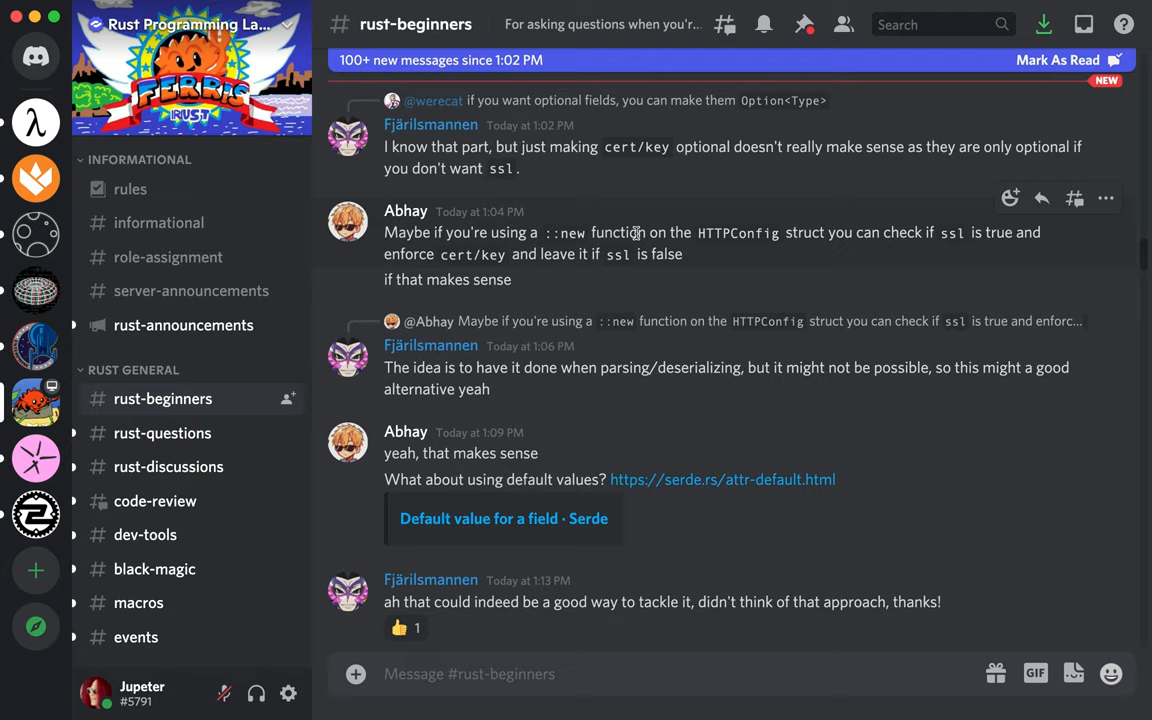 Rust Programming La...
FERRIS
RUST
# rust-beginners
For asking questions when you'r...
Search
100+ new messages since 1:02 PM
Mark As Read
NEW
@werecat if you want optional fields, you can make them Option<Type>
Fjärilsmannen Today at 1:02 PM
I know that part, but just making cert/key optional doesn't really make sense as they are only optional if
you don't want ssl.
Abhay Today at 1:04 PM
Maybe if you're using a ::new function on the HTTPConfig struct you can check if ssl is true and
enforce cert/key and leave it if ssl is false
if that makes sense
@Abhay Maybe if you're using a ::new function on the HTTPConfig struct you can check if ssl is true and enforc...
Fjärilsmannen Today at 1:06 PM
The idea is to have it done when parsing/deserializing, but it might not be possible, so this might a good
alternative yeah
Abhay Today at 1:09 PM
yeah, that makes sense
What about using default values? https://serde.rs/attr-default.html
Default value for a field · Serde
Fjärilsmannen Today at 1:13 PM
ah that could indeed be a good way to tackle it, didn't think of that approach, thanks!
👍 1
Message #rust-beginners
GIF
INFORMATIONAL
rules
# informational
# role-assignment
# server-announcements
rust-announcements
RUST GENERAL
# rust-beginners
# rust-questions
# rust-discussions
# code-review
# dev-tools
# black-magic
# macros
# events
Jupeter
#5791